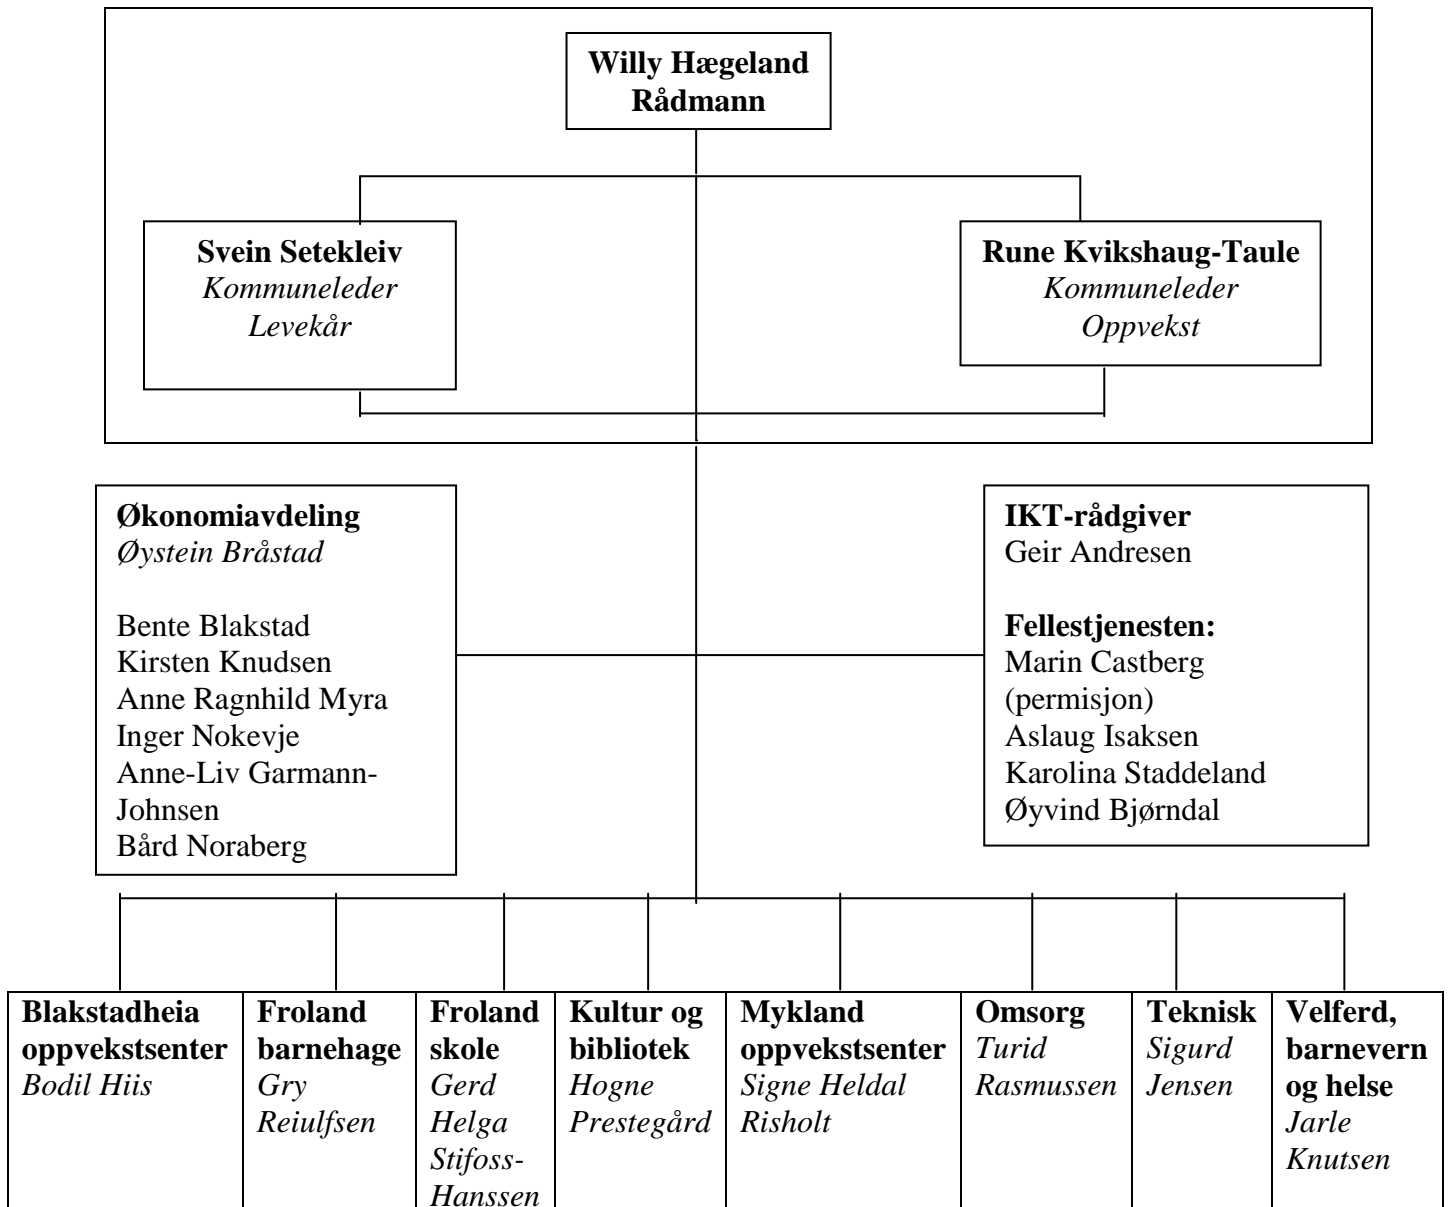 Willy Hægeland
Rådmann
Svein Setekleiv
Kommuneleder
Levekår
Rune Kvikshaug-Taule
Kommuneleder
Oppvekst
Økonomiavdeling
Øystein Bråstad
Bente Blakstad
Kirsten Knudsen
Anne Ragnhild Myra
Inger Nokevje
Anne-Liv Garmann-
Johnsen
Bård Noraberg
IKT-rådgiver
Geir Andresen
Fellestjenesten:
Marin Castberg
(permisjon)
Aslaug Isaksen
Karolina Staddeland
Øyvind Bjørndal
Blakstadheia
oppvekstsenter
Bodil Hiis
Froland
barnehage
Gry
Reiulfsen
Froland
skole
Gerd
Helga
Stifoss-
Hanssen
Kultur og
bibliotek
Hogne
Prestegård
Mykland
oppvekstsenter
Signe Heldal
Risholt
Omsorg
Turid
Rasmussen
Teknisk
Sigurd
Jensen
Velferd,
barnevern
og helse
Jarle
Knutsen